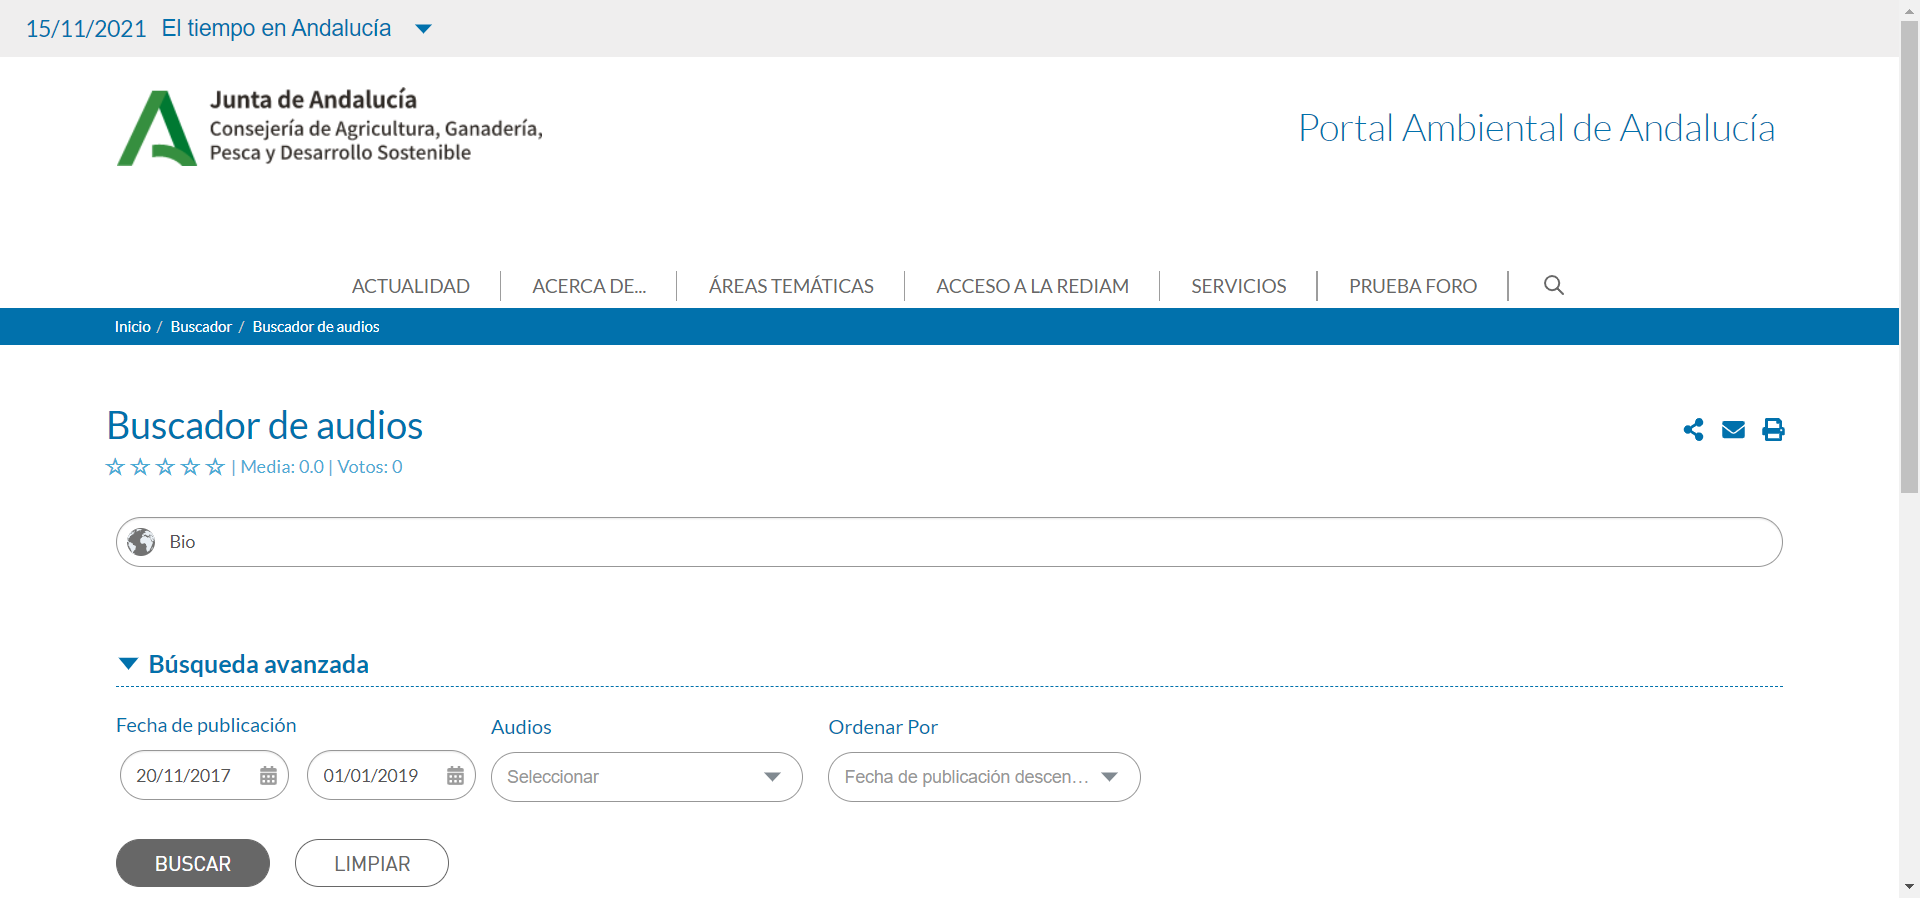 15/11/2021 El tiempo en Andalucía
Junta de Andalucía
Consejería de Agricultura, Ganadería,
Pesca y Desarrollo Sostenible
Portal Ambiental de Andalucía
ACTUALIDAD ACERCA DE... ÁREAS TEMÁTICAS ACCESO A LA REDIAM SERVICIOS PRUEBA FORO
Inicio / Buscador / Buscador de audios
Buscador de audios
| Media: 0.0 | Votos: 0
Bio
Búsqueda avanzada
Fecha de publicación Audios Ordenar Por
20/11/2017 01/01/2019 Seleccionar Fecha de publicación descen...
BUSCAR LIMPIAR